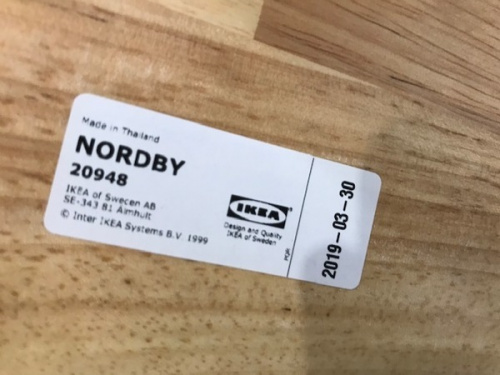 Made in Thailand
NORDBY
20948
IKEA of Sweden AB
SE-343 81 Älmhult
© Inter IKEA Systems B.V. 1999
IKEA®
Design and Quality
IKEA of Sweden
PQR
2019-03-30